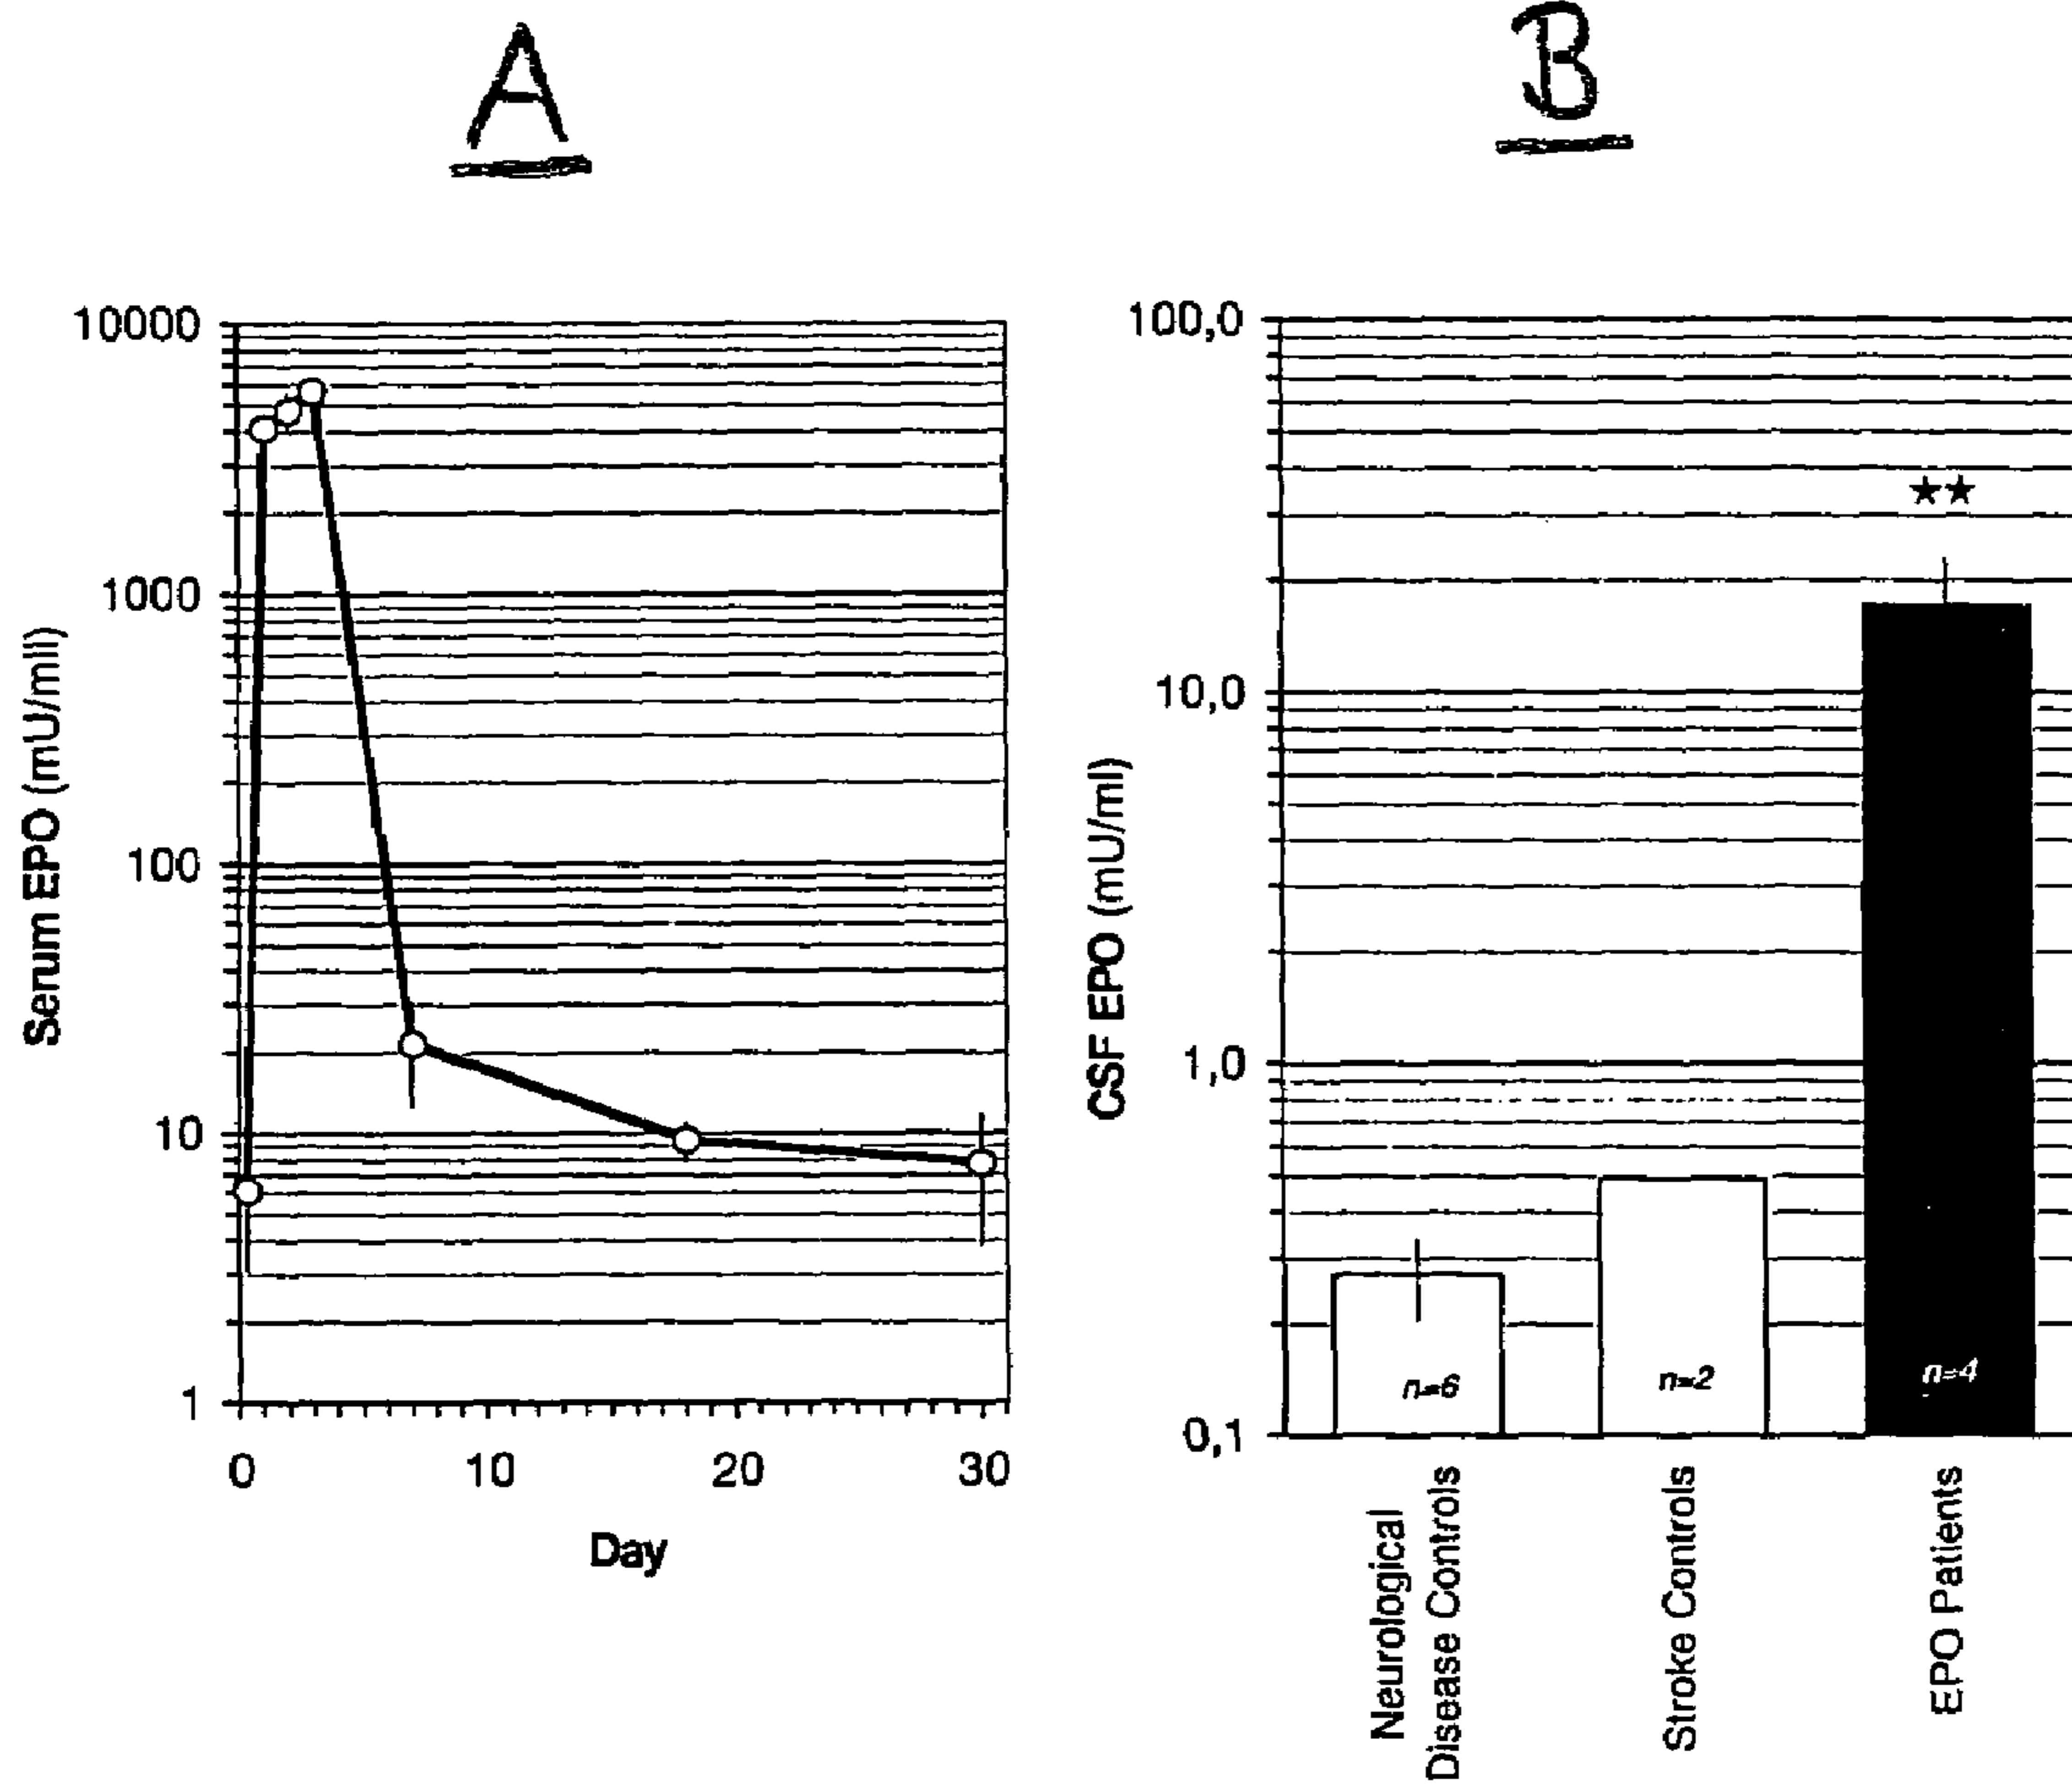 A
B
10000
1000
100
10
1
Serum EPO (mU/ml)
0 10 20 30
Day
100,0
10,0
1,0
0,1
CSF EPO (mU/ml)
★★
n=6
n=2
n=4
Neurological
Disease Controls
Stroke Controls
EPO Patients